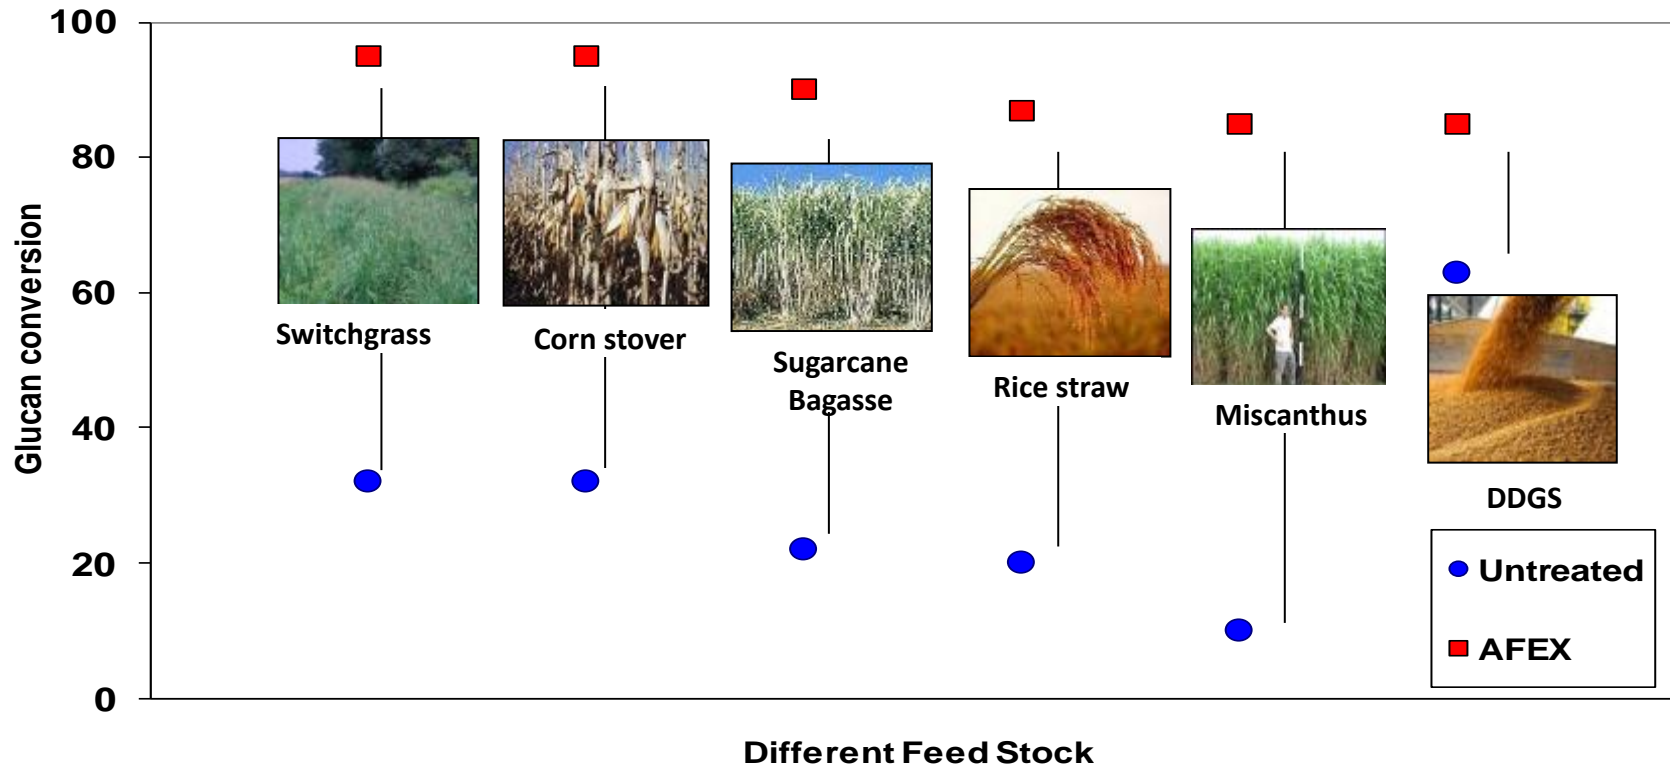 100
80
60
40
20
0
Glucan conversion
Switchgrass
Corn stover
Sugarcane
Bagasse
Rice straw
Miscanthus
DDGS
Untreated
AFEX
Different Feed Stock